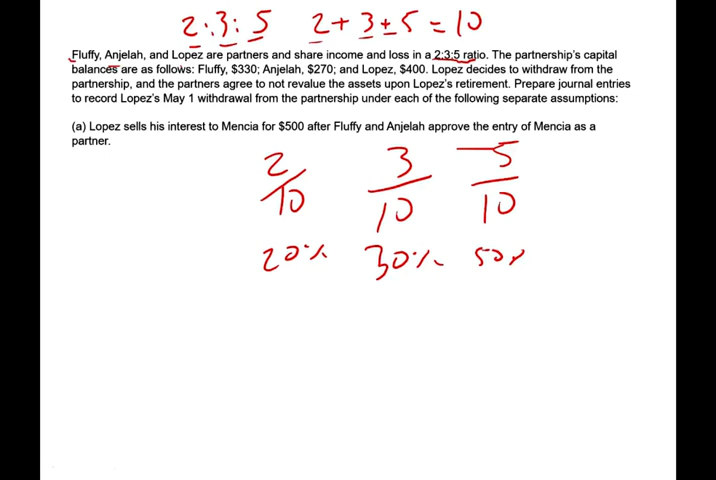 2:3:5 2+3+5=10
Fluffy, Anjelah, and Lopez are partners and share income and loss in a 2:3:5 ratio. The partnership's capital
balances are as follows: Fluffy, $330; Anjelah, $270; and Lopez, $400. Lopez decides to withdraw from the
partnership, and the partners agree to not revalue the assets upon Lopez's retirement. Prepare journal entries
to record Lopez's May 1 withdrawal from the partnership under each of the following separate assumptions:
(a) Lopez sells his interest to Mencia for $500 after Fluffy and Anjelah approve the entry of Mencia as a
partner.
2 3 5
10 10 10
20% 30% 50%